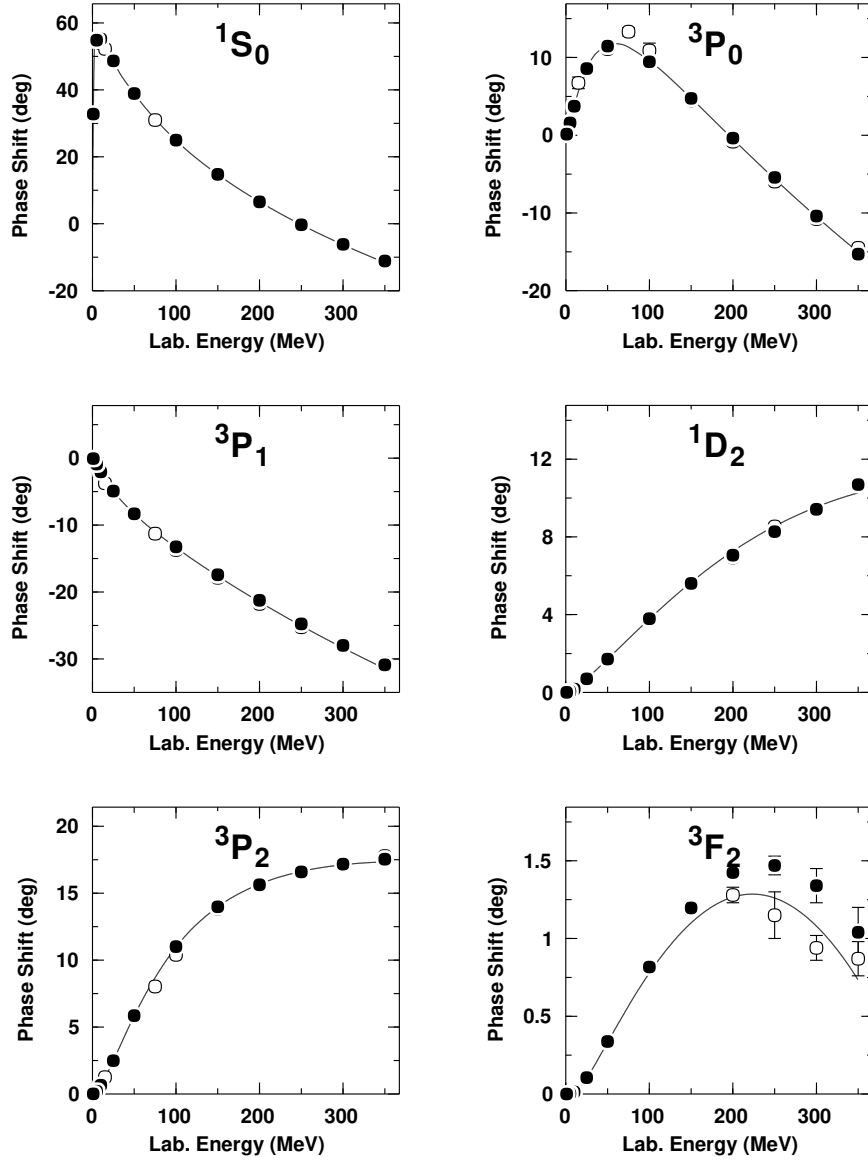 60
40
20
0
-20
0 100 200 300
Phase Shift (deg)
Lab. Energy (MeV)
1S0
10
0
-10
-20
0 100 200 300
Phase Shift (deg)
Lab. Energy (MeV)
3P0
0
-10
-20
-30
0 100 200 300
Phase Shift (deg)
Lab. Energy (MeV)
3P1
12
8
4
0
0 100 200 300
Phase Shift (deg)
Lab. Energy (MeV)
1D2
20
15
10
5
0
0 100 200 300
Phase Shift (deg)
Lab. Energy (MeV)
3P2
1.5
1
0.5
0
0 100 200 300
Phase Shift (deg)
Lab. Energy (MeV)
3F2